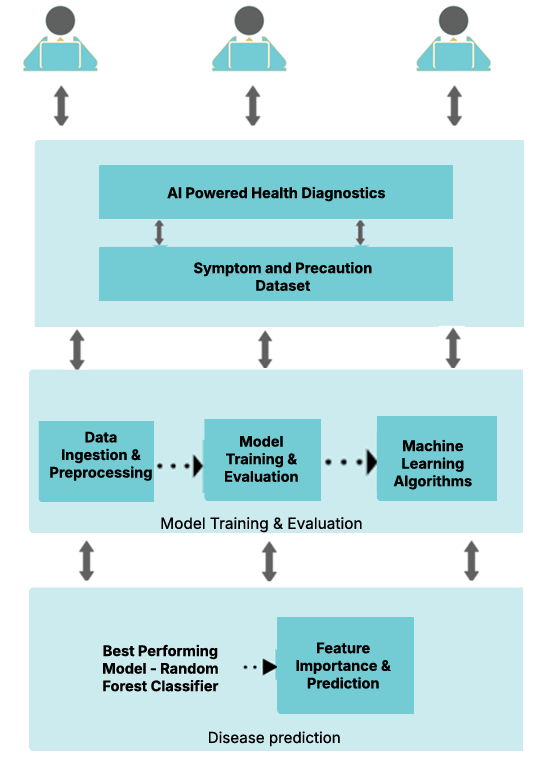 AI Powered Health Diagnostics
Symptom and Precaution
Dataset
Data
Ingestion &
Preprocessing
Model
Training &
Evaluation
Machine
Learning
Algorithms
Model Training & Evaluation
Best Performing
Model - Random
Forest Classifier
Feature
Importance &
Prediction
Disease prediction